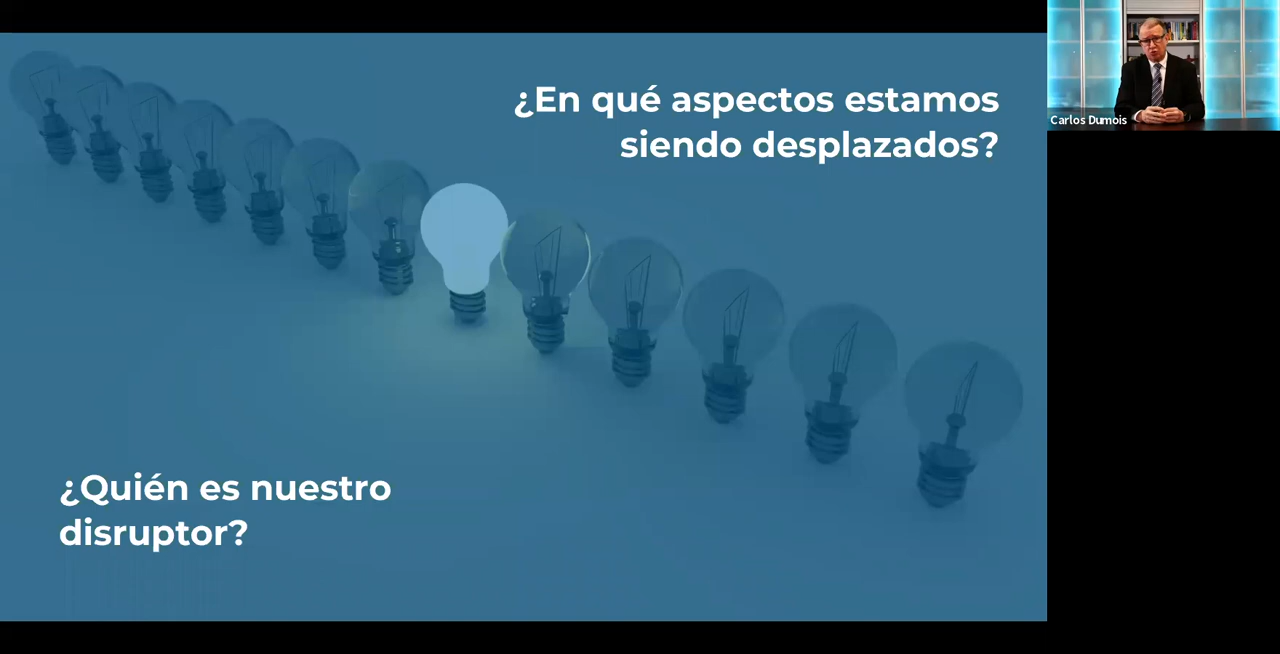 ¿En qué aspectos estamos
siendo desplazados?
Carlos Dumois
¿Quién es nuestro
disruptor?